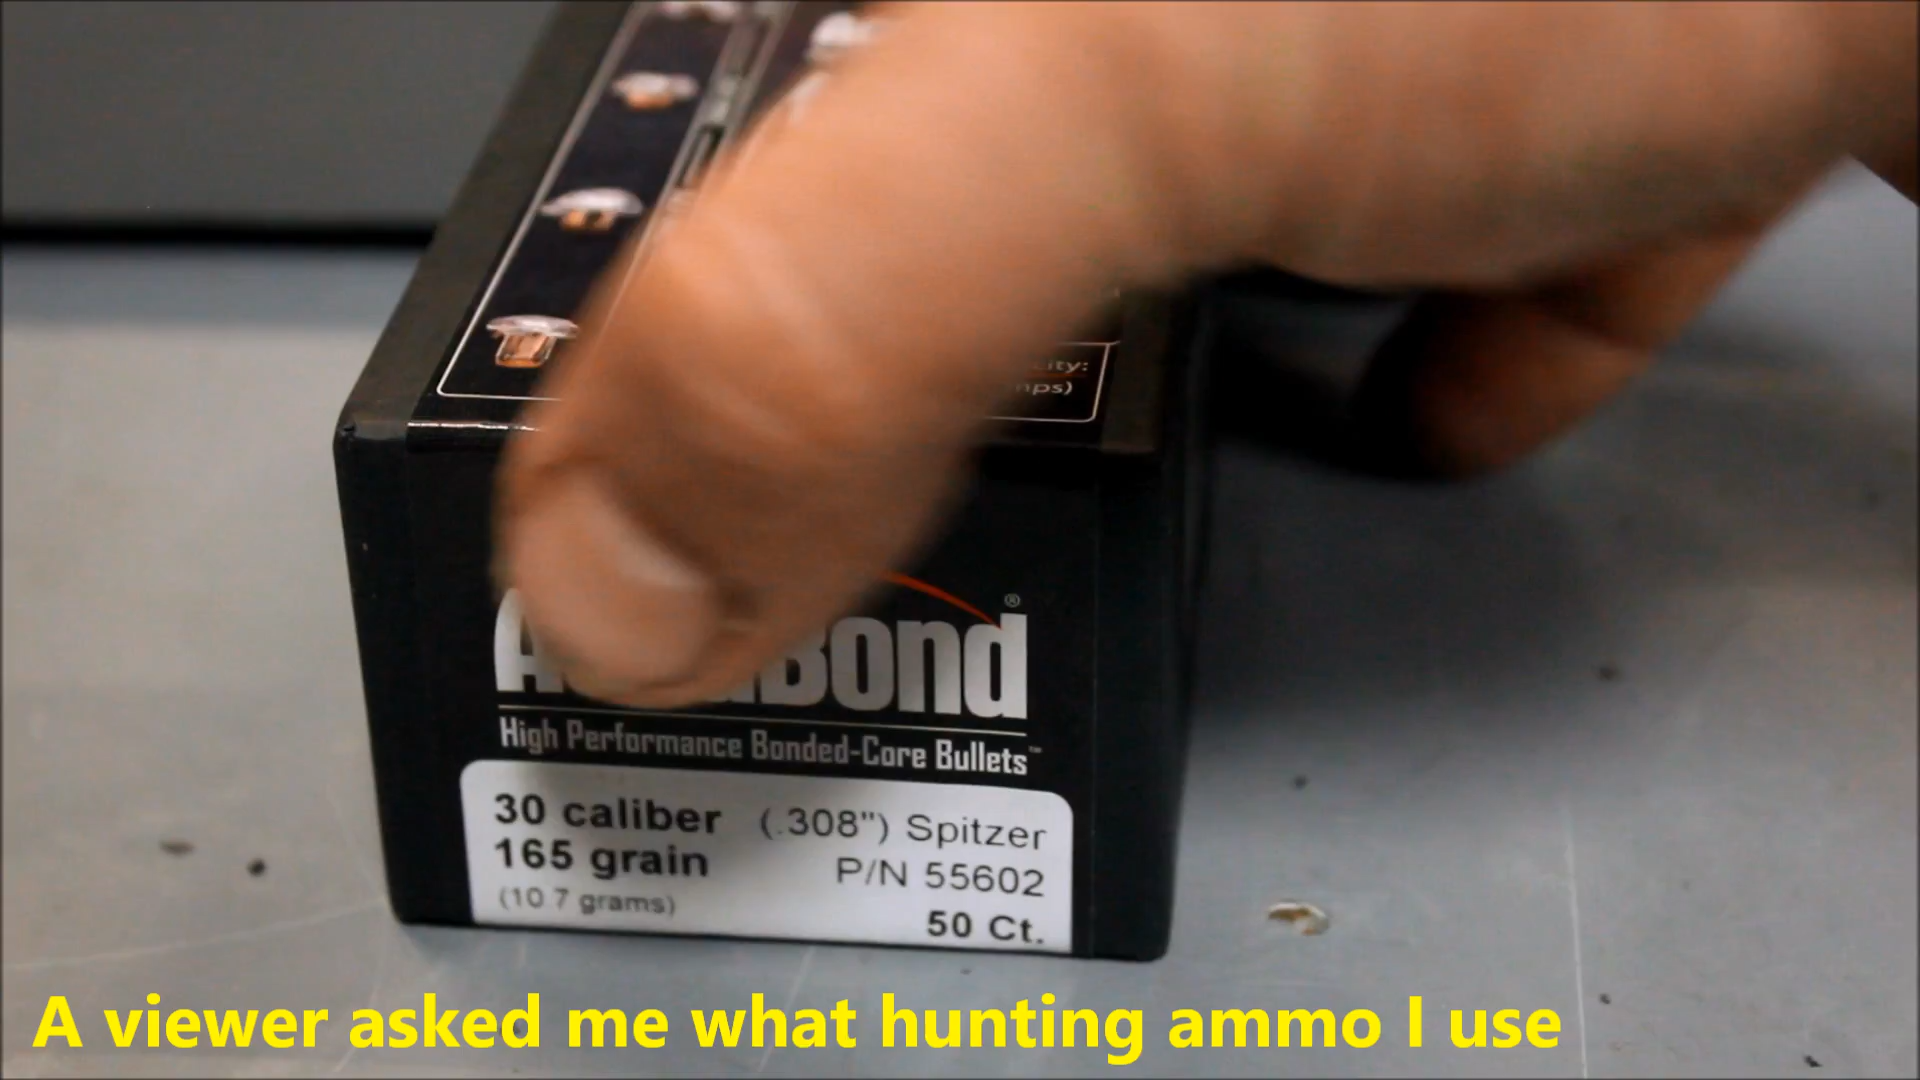 Bond®
High Performance Bonded-Core Bullets™
30 caliber (.308") Spitzer
165 grain P/N 55602
(10.7 grams)
50 Ct.
A viewer asked me what hunting ammo I use